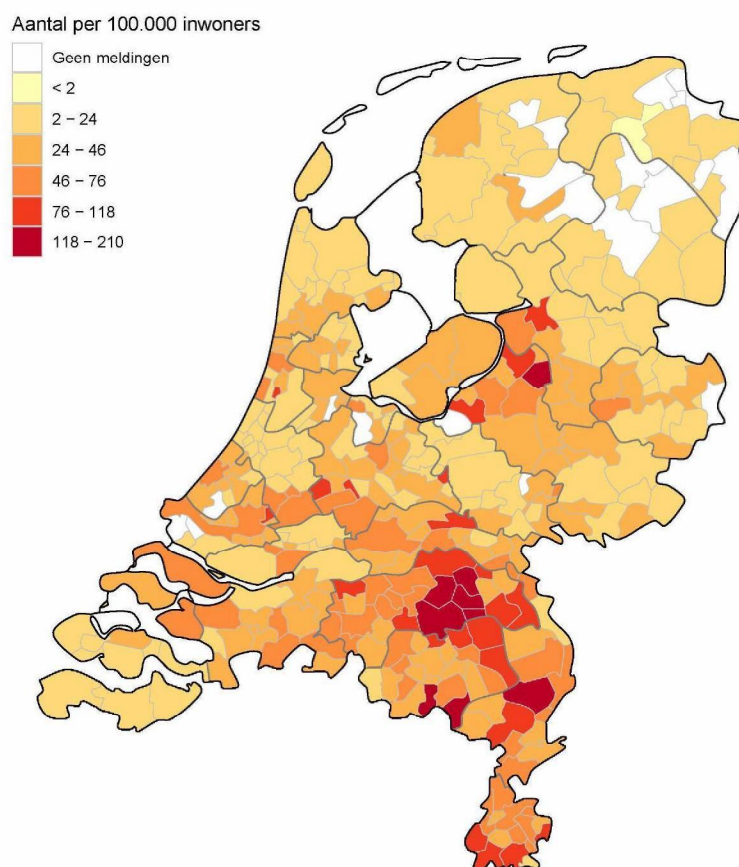 Aantal per 100.000 inwoners
Geen meldingen
< 2
2 – 24
24 – 46
46 – 76
76 – 118
118 – 210